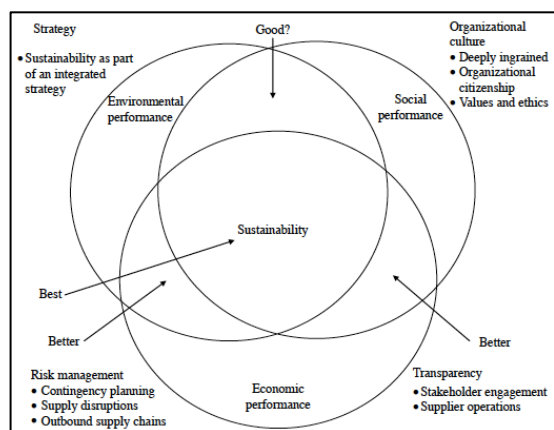 Strategy
• Sustainability as part
of an integrated
strategy
Good?
Organizational
culture
• Deeply ingrained
• Organizational
citizenship
• Values and ethics
Environmental
performance
Social
performance
Sustainability
Best
Better
Better
Risk management
• Contingency planning
• Supply disruptions
• Outbound supply chains
Economic
performance
Transparency
• Stakeholder engagement
• Supplier operations